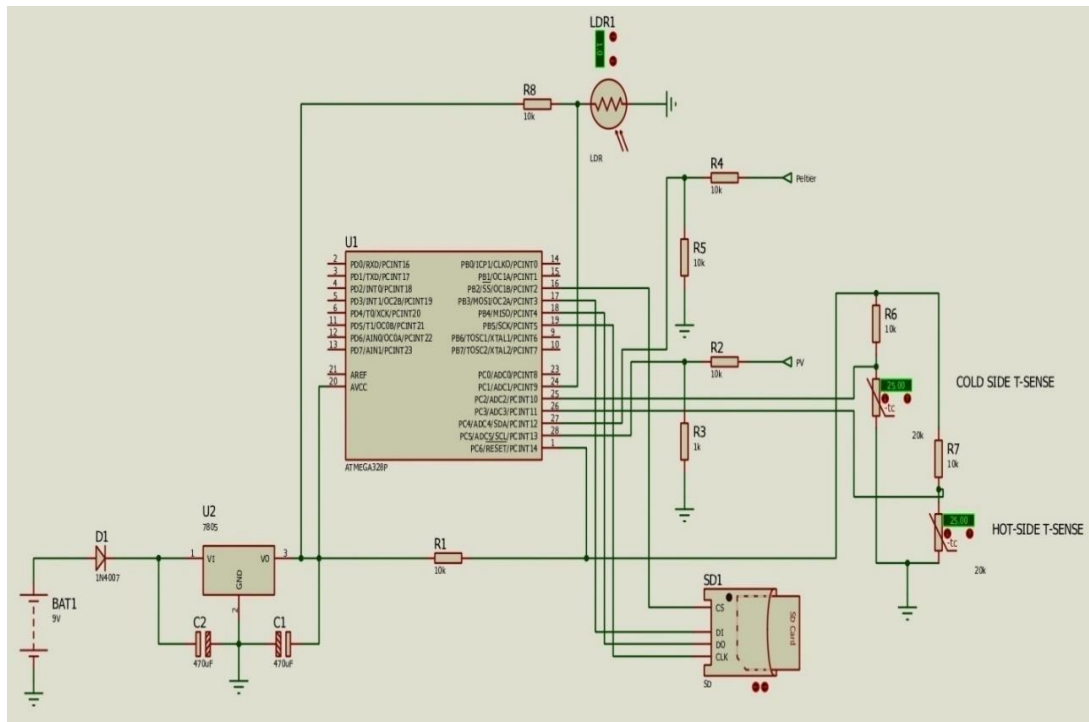 LDR1
1.0
R8
10k
LDR
R4
10k
Peltier
R5
10k
U1
2 PD0/RXD/PCINT16
3 PD1/TXD/PCINT17
4 PD2/INT0/PCINT18
5 PD3/INT1/OC2B/PCINT19
6 PD4/T0/XCK/PCINT20
11 PD5/T1/OC0B/PCINT21
12 PD6/AIN0/OC0A/PCINT22
13 PD7/AIN1/PCINT23
21 AREF
20 AVCC
PB0/ICP1/CLKO/PCINT0 14
PB1/OC1A/PCINT1 15
PB2/SS/OC1B/PCINT2 16
PB3/MOSI/OC2A/PCINT3 17
PB4/MISO/PCINT4 18
PB5/SCK/PCINT5 19
PB6/TOSC1/XTAL1/PCINT6 9
PB7/TOSC2/XTAL2/PCINT7 10
PC0/ADC0/PCINT8 23
PC1/ADC1/PCINT9 24
PC2/ADC2/PCINT10 25
PC3/ADC3/PCINT11 26
PC4/ADC4/SDA/PCINT12 27
PC5/ADC5/SCL/PCINT13 28
PC6/RESET/PCINT14 1
ATMEGA328P
R2
10k
PV
R3
1k
R6
10k
25.00
-tc
20k
COLD SIDE T-SENSE
R7
10k
25.00
-tc
20k
HOT-SIDE T-SENSE
U2
7805
D1
1N4007
1 VI
VO 3
GND
2
R1
10k
BAT1
9V
C2
470uF
C1
470uF
SD1
CS
DI
DO
CLK
SD Card
SD